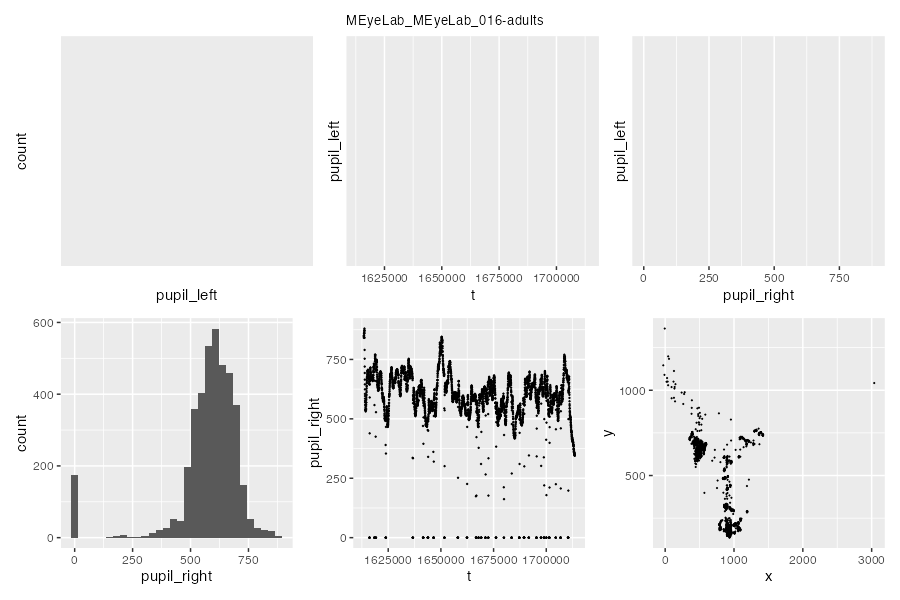 MEyeLab_MEyeLab_016-adults
count
pupil_left
pupil_left
1625000 1650000 1675000 1700000
t
pupil_left
0 250 500 750
pupil_right
600
400
200
0
count
0 250 500 750
pupil_right
750
500
250
0
pupil_right
1625000 1650000 1675000 1700000
t
1000
500
y
0 1000 2000 3000
x